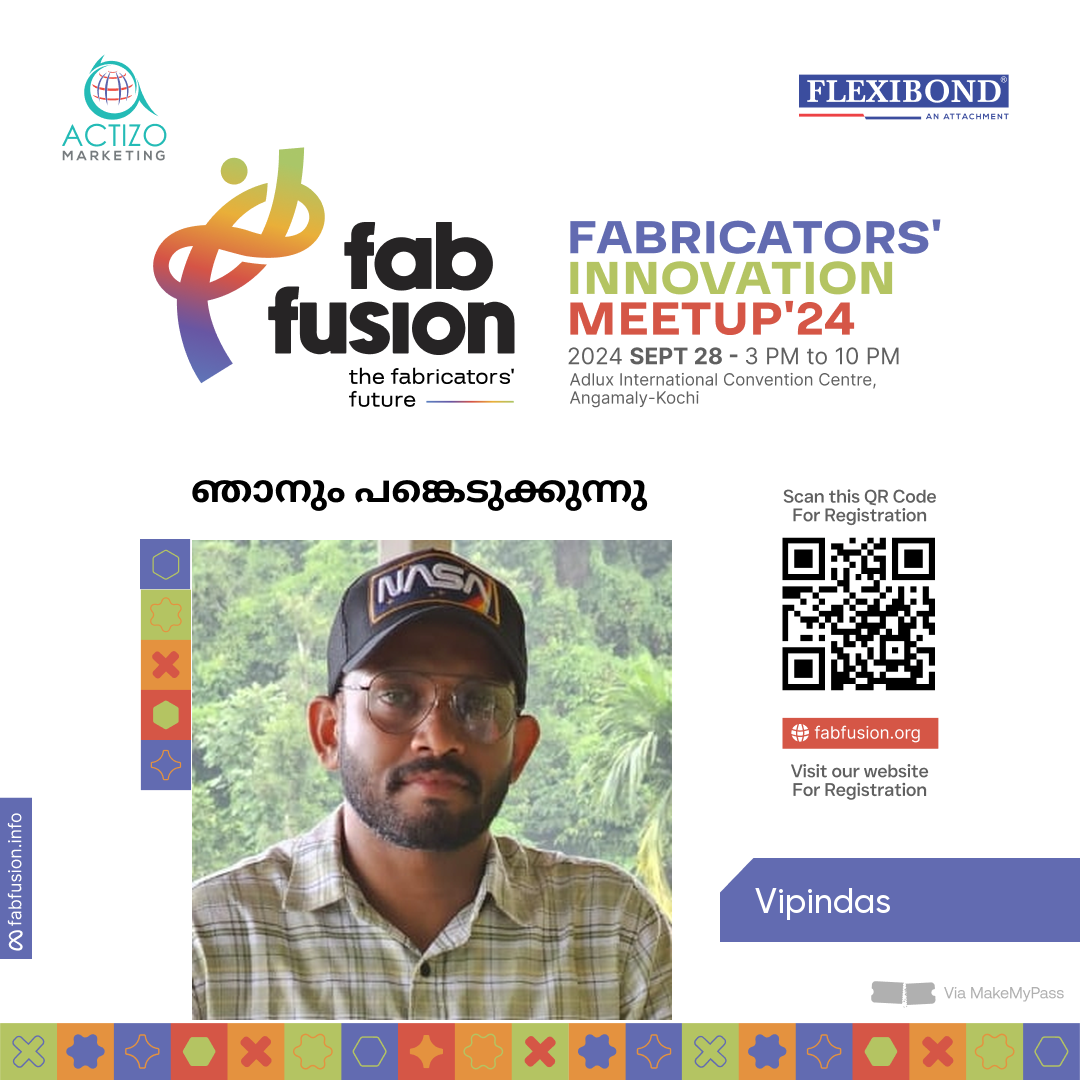 ACTIZO
MARKETING
FLEXIBOND®
AN ATTACHMENT
fab
fusion
the fabricators'
future
FABRICATORS'
INNOVATION
MEETUP'24
2024 SEPT 28 - 3 PM to 10 PM
Adlux International Convention Centre,
Angamaly-Kochi
ഞാനും പങ്കെടുക്കുന്നു
Scan this QR Code
For Registration
NASA
fabfusion.org
Visit our website
For Registration
fabfusion.info
Vipindas
Via MakeMyPass